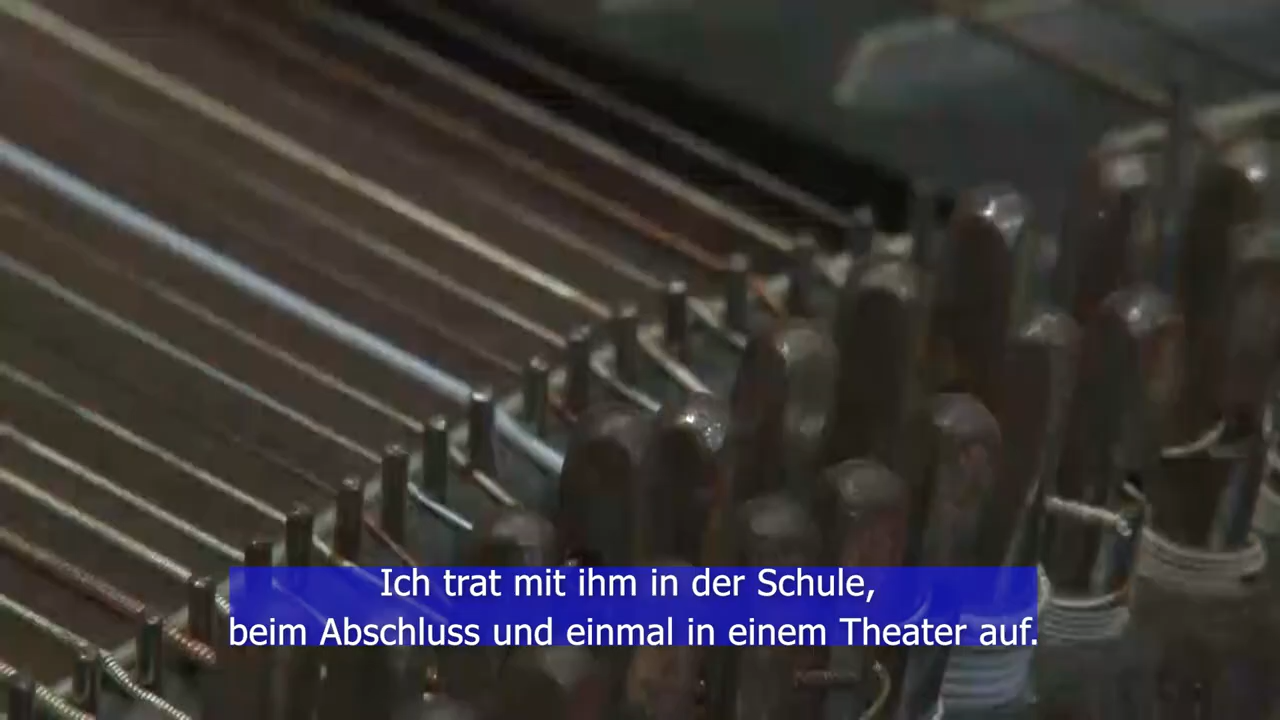 Ich trat mit ihm in der Schule,
beim Abschluss und einmal in einem Theater auf.